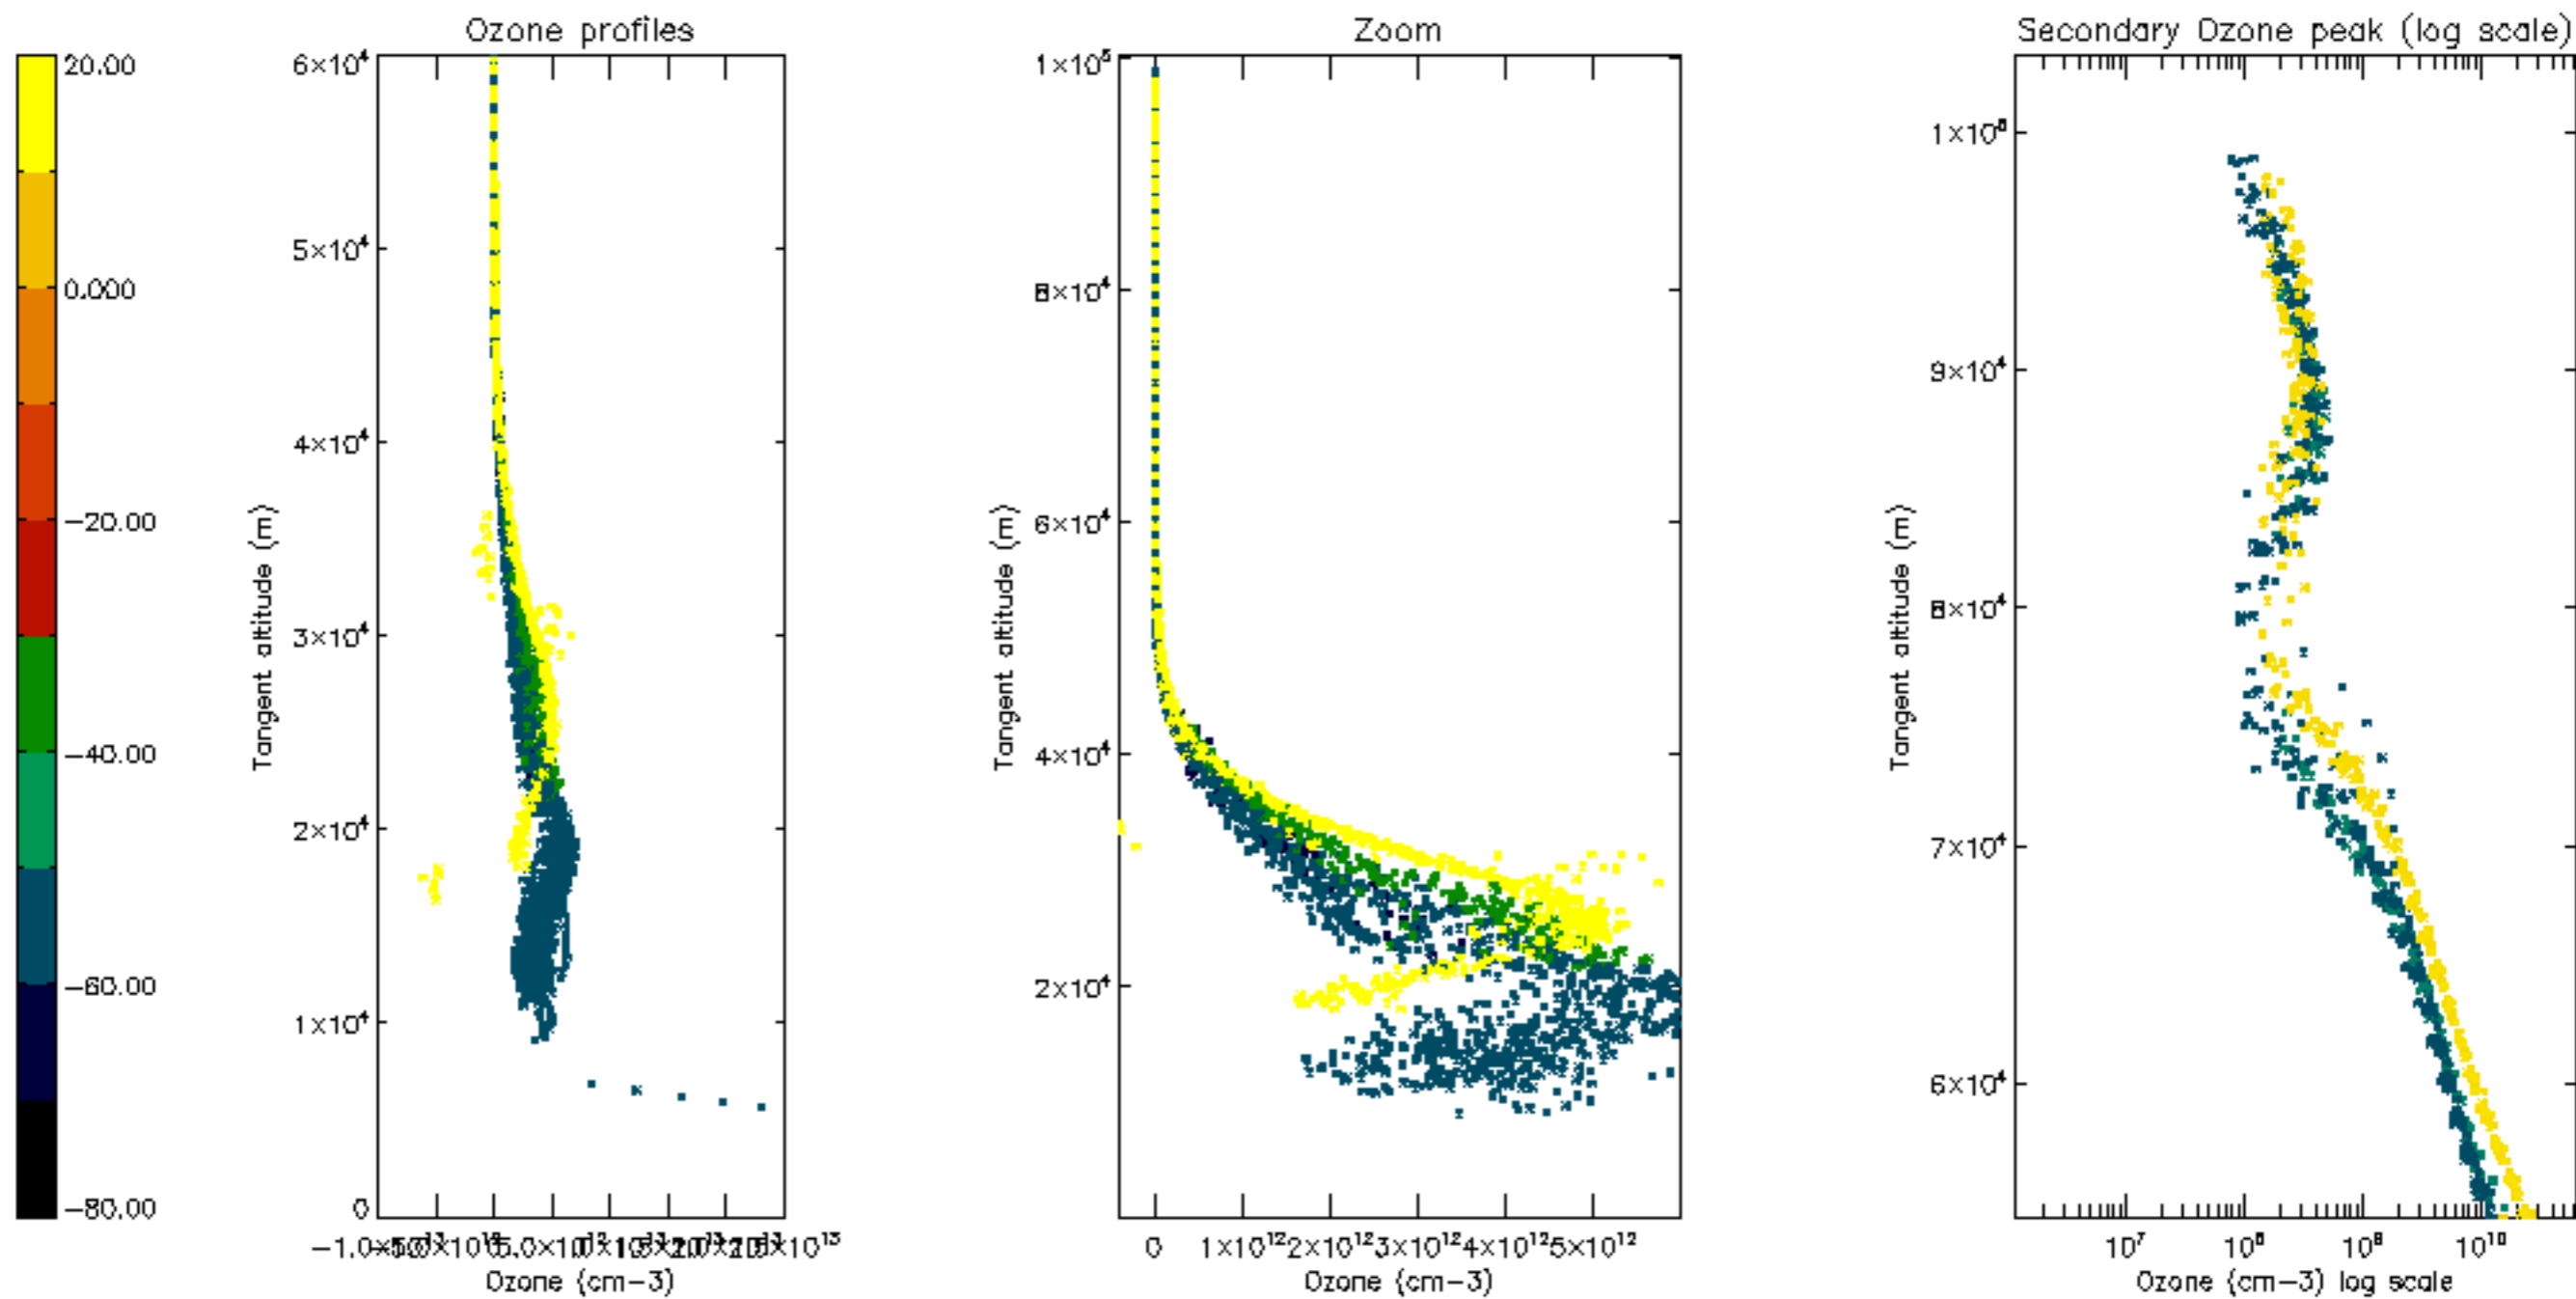 Ozone profiles
Zoom
Secondary Ozone peak (log scale)
20.00
0.000
−20.00
−40.00
−60.00
−80.00
6×10⁴
5×10⁴
4×10⁴
3×10⁴
2×10⁴
1×10⁴
0
Tangent altitude (m)
Ozone (cm−3)
1×10⁵
8×10⁴
6×10⁴
4×10⁴
2×10⁴
Tangent altitude (m)
0 1×10¹² 2×10¹² 3×10¹² 4×10¹² 5×10¹²
Ozone (cm−3)
9×10⁴
8×10⁴
7×10⁴
6×10⁴
Tangent altitude (m)
10⁷ 10⁸ 10⁹ 10¹⁰
Ozone (cm−3) log scale